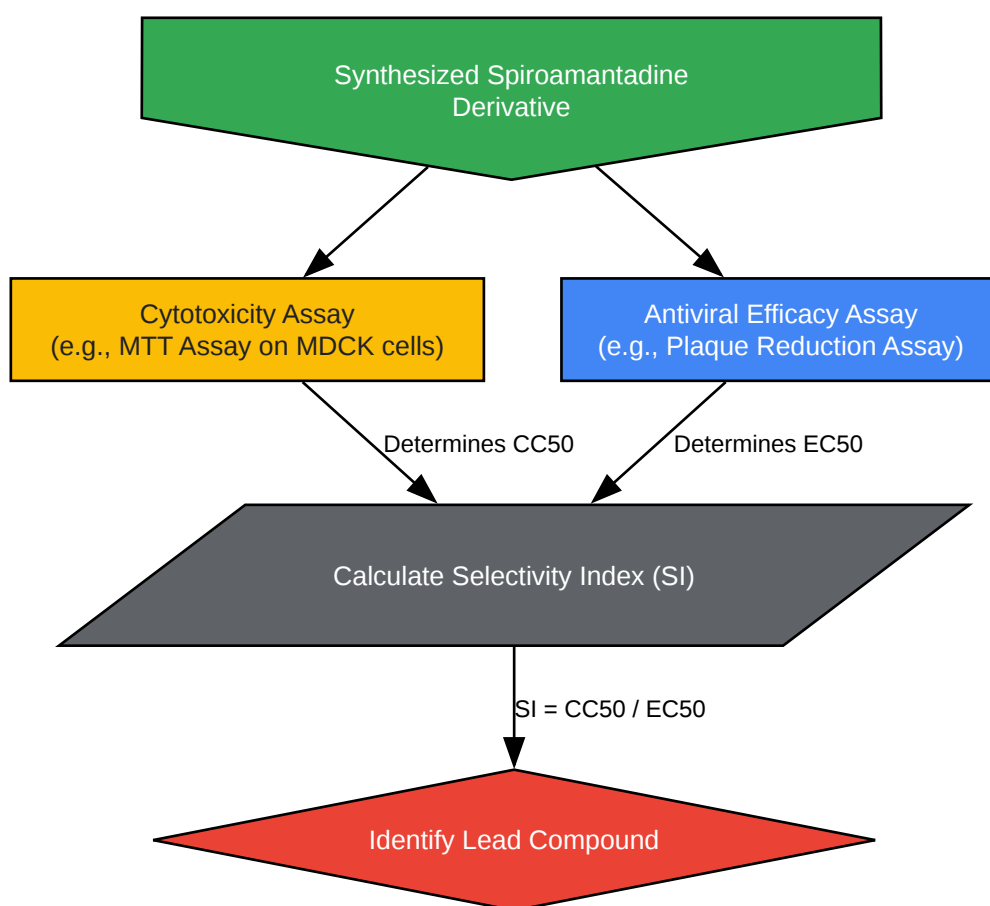 Synthesized Spiroamantadine
Derivative
Cytotoxicity Assay
(e.g., MTT Assay on MDCK cells)
Antiviral Efficacy Assay
(e.g., Plaque Reduction Assay)
Determines CC50
Determines EC50
Calculate Selectivity Index (SI)
SI = CC50 / EC50
Identify Lead Compound